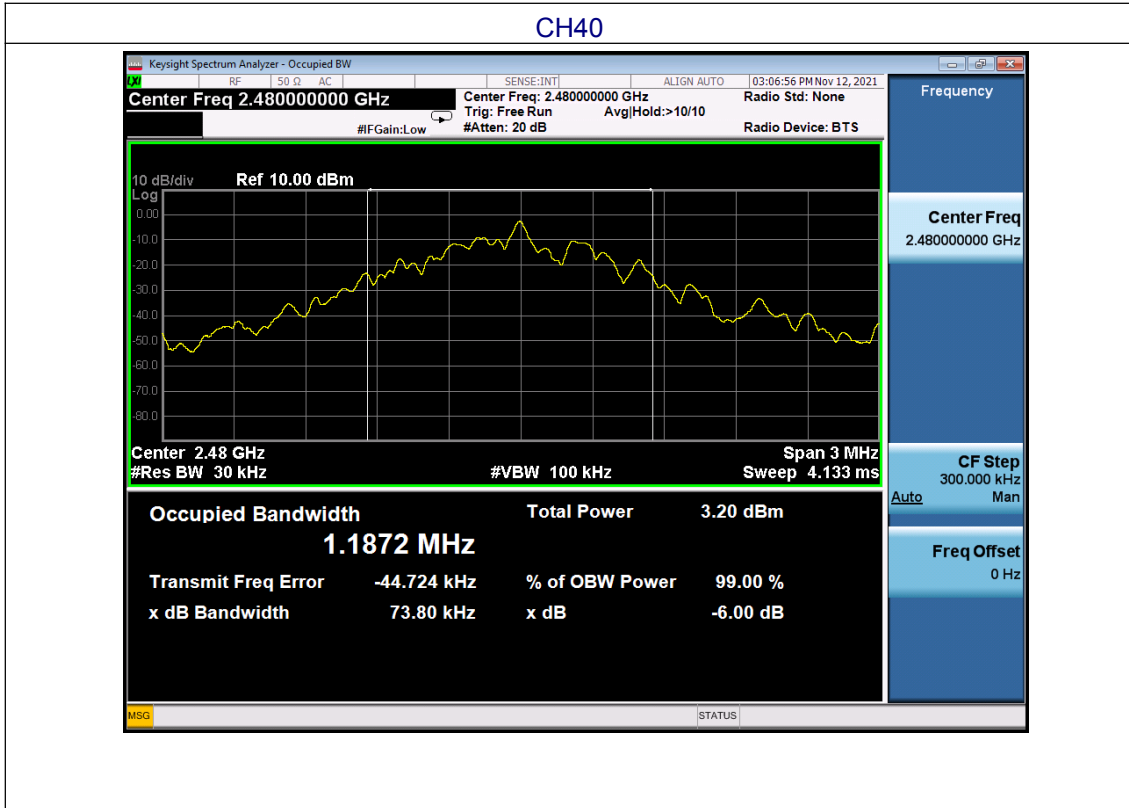 CH40
Keysight Spectrum Analyzer - Occupied BW
LXI RF 50 Ω AC SENSE:INT ALIGN AUTO 03:06:56 PM Nov 12, 2021
Center Freq 2.480000000 GHz
Center Freq: 2.480000000 GHz
Radio Std: None
Trig: Free Run Avg|Hold:>10/10
#IFGain:Low #Atten: 20 dB Radio Device: BTS
10 dB/div Ref 10.00 dBm
Log
0.00
-10.0
-20.0
-30.0
-40.0
-50.0
-60.0
-70.0
-80.0
Center 2.48 GHz Span 3 MHz
#Res BW 30 kHz #VBW 100 kHz Sweep 4.133 ms
Occupied Bandwidth Total Power 3.20 dBm
1.1872 MHz
Transmit Freq Error -44.724 kHz % of OBW Power 99.00 %
x dB Bandwidth 73.80 kHz x dB -6.00 dB
Frequency
Center Freq
2.480000000 GHz
CF Step
300.000 kHz
Auto Man
Freq Offset
0 Hz
MSG STATUS